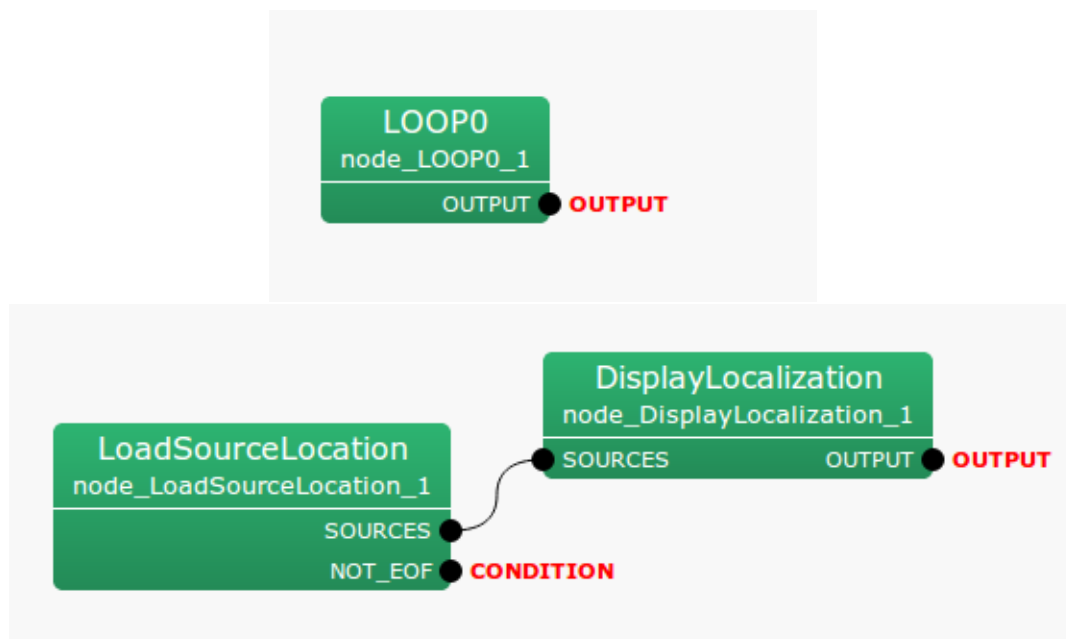 LOOP0
node_LOOP0_1
OUTPUT OUTPUT
DisplayLocalization
node_DisplayLocalization_1
SOURCES OUTPUT OUTPUT
LoadSourceLocation
node_LoadSourceLocation_1
SOURCES
NOT_EOF CONDITION